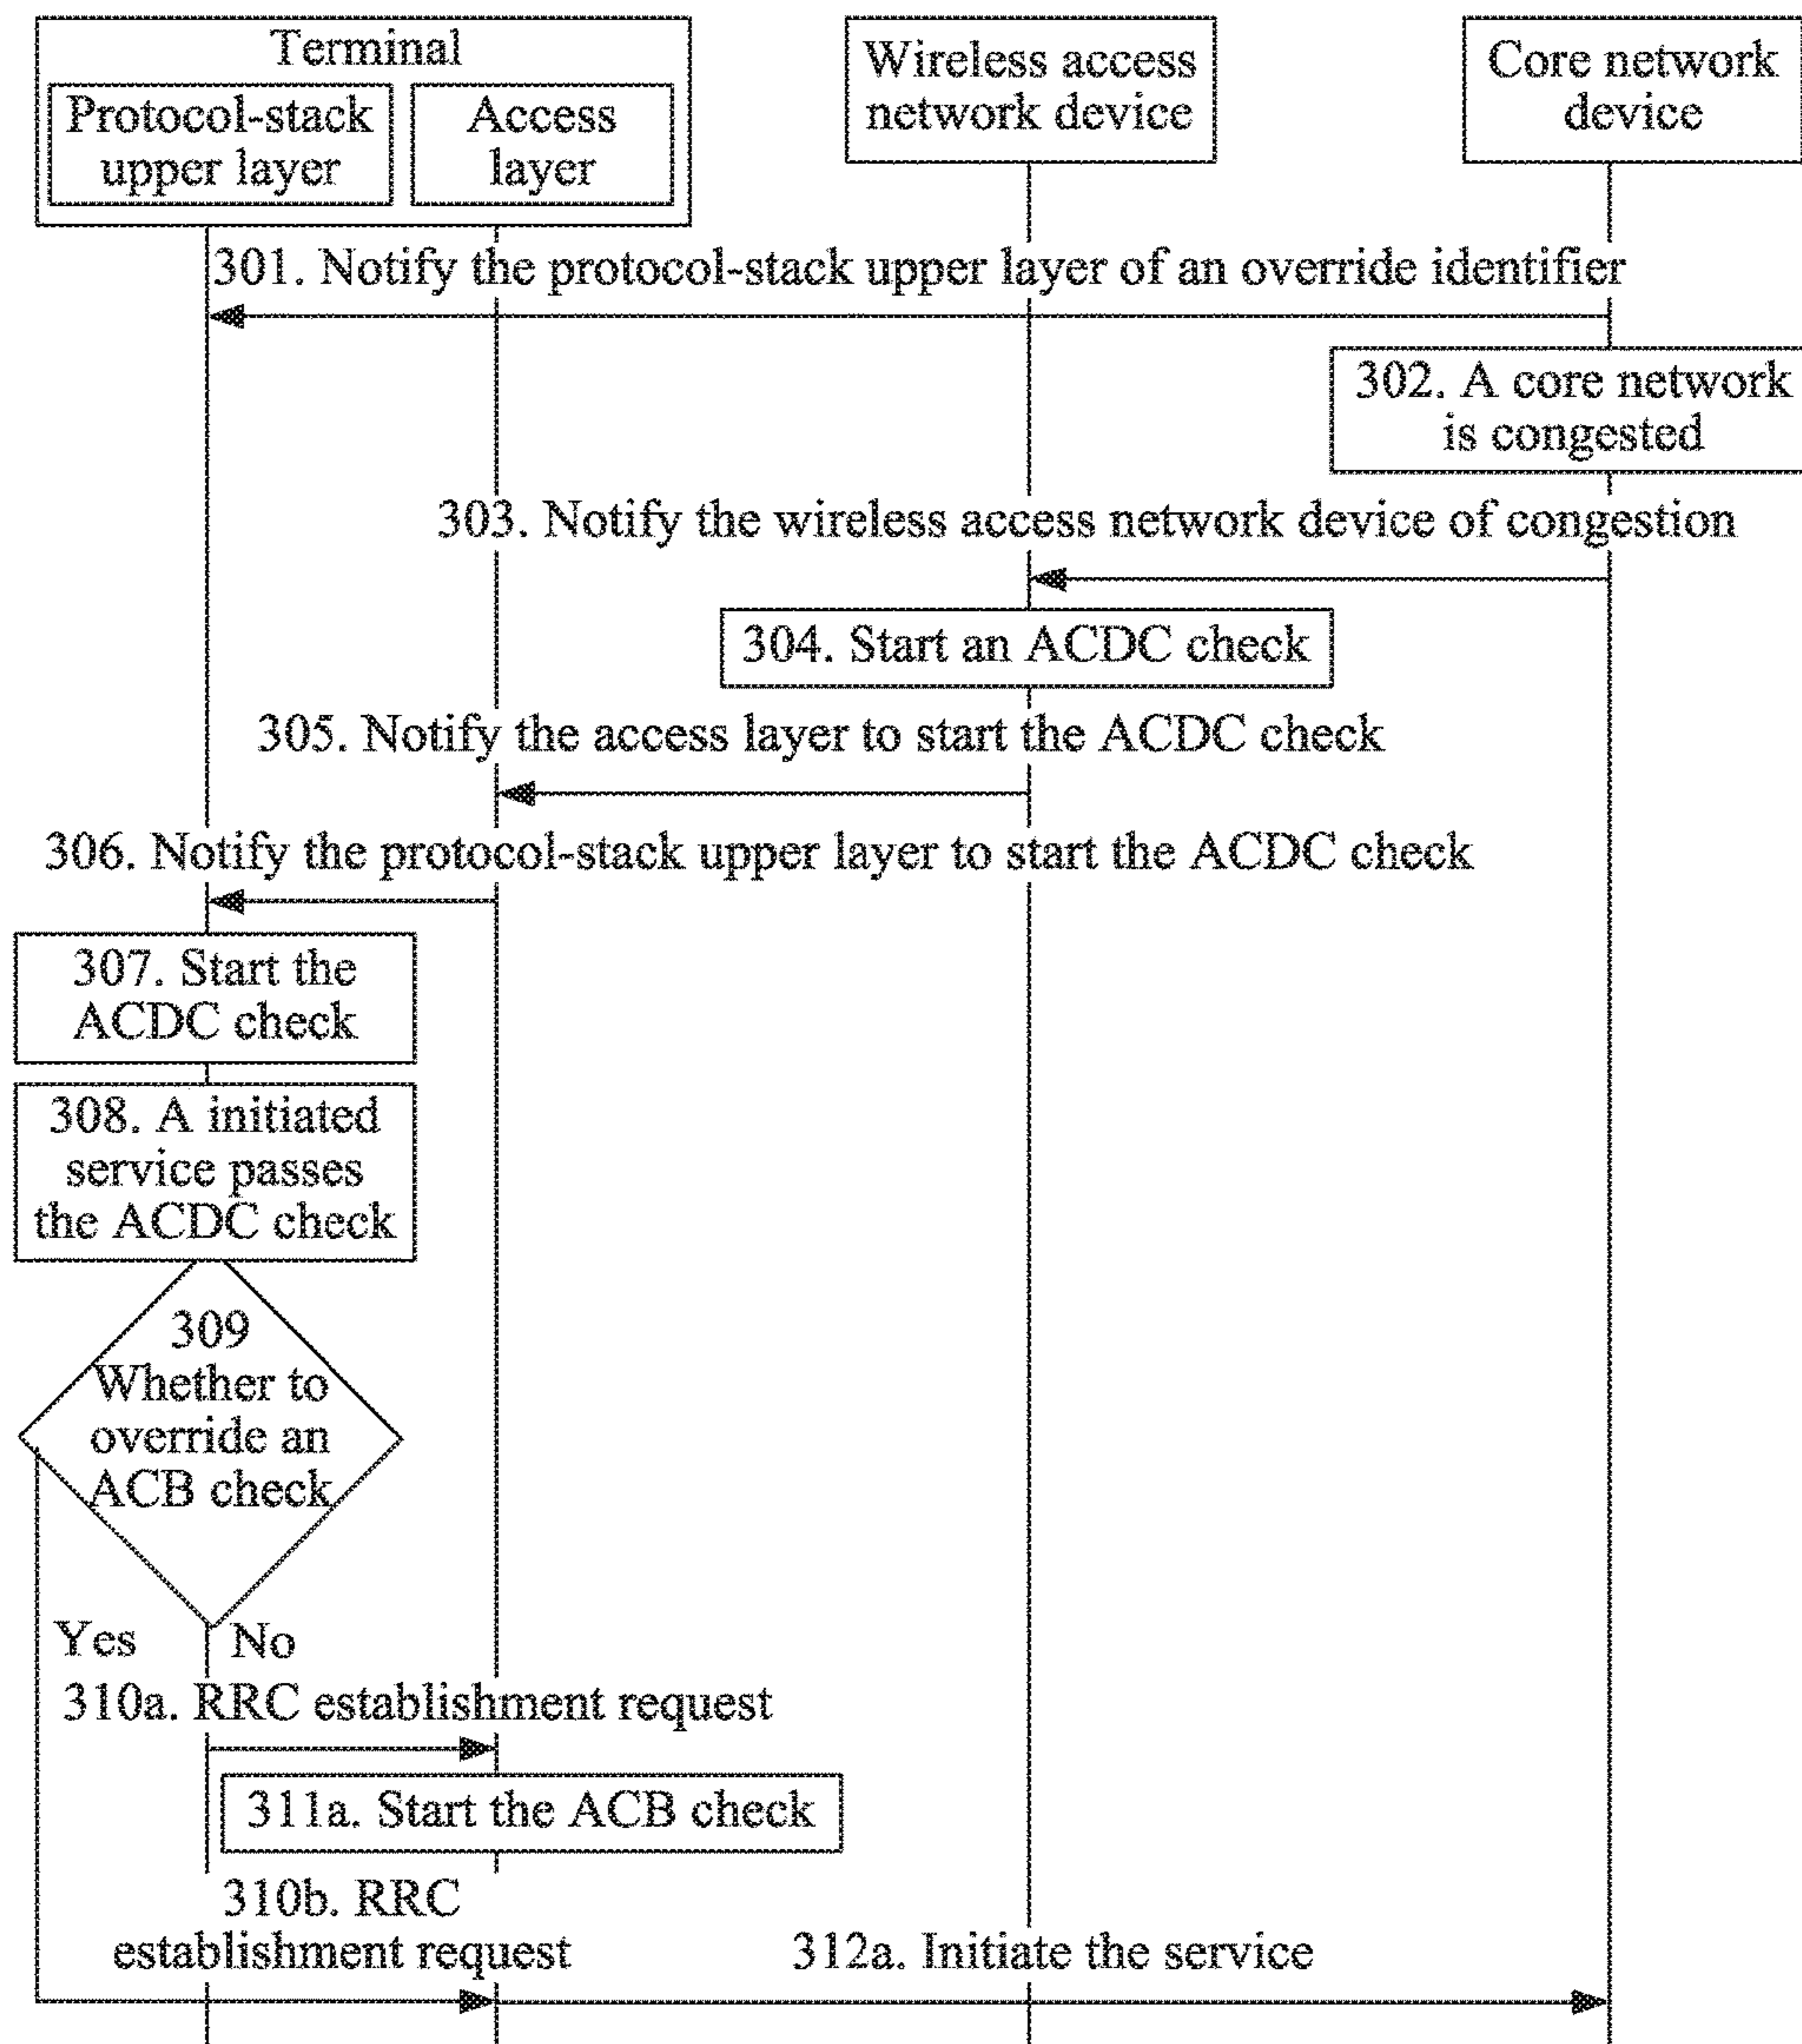 Terminal
Protocol-stack
upper layer
Access
layer
Wireless access
network device
Core network
device
301. Notify the protocol-stack upper layer of an override identifier
302. A core network
is congested
303. Notify the wireless access network device of congestion
304. Start an ACDC check
305. Notify the access layer to start the ACDC check
306. Notify the protocol-stack upper layer to start the ACDC check
307. Start the
ACDC check
308. A initiated
service passes
the ACDC check
309
Whether to
override an
ACB check
Yes
No
310a. RRC establishment request
311a. Start the ACB check
310b. RRC
establishment request
312a. Initiate the service